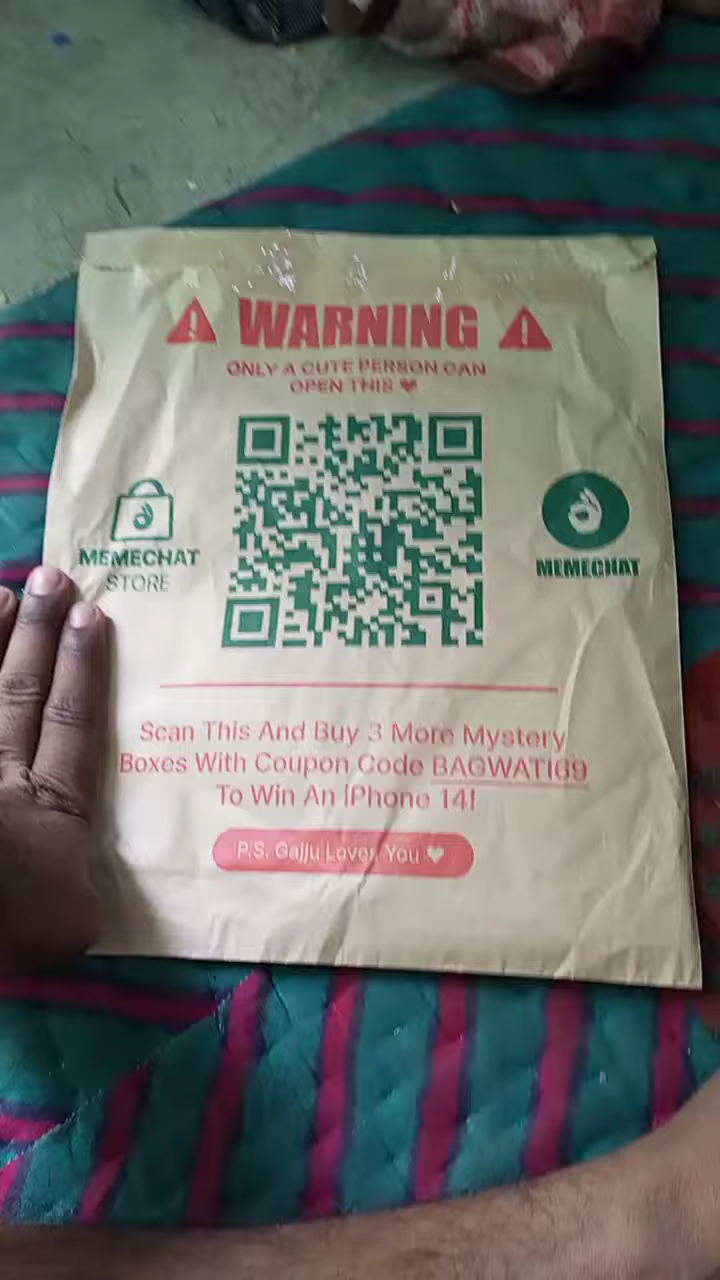 WARNING
ONLY A CUTE PERSON CAN
OPEN THIS ❤
MEMECHAT
STORE
MEMECHAT
Scan This And Buy 3 More Mystery
Boxes With Coupon Code BAGWATI69
To Win An iPhone 14!
P.S. Gajju Loves You ❤